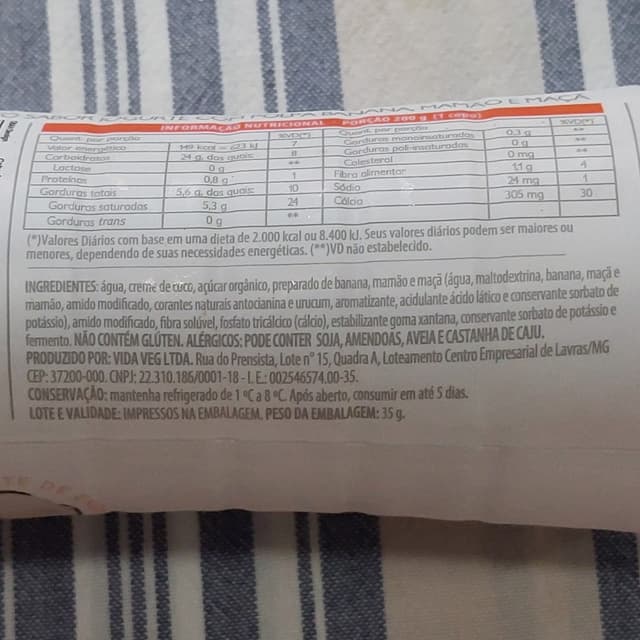 SABOR IOGURTE COM POLPA BANANA, MAMÃO E MAÇÃ
INFORMAÇÃO NUTRICIONAL - PORÇÃO 200 g (1 copo)
Quant. por porção %VD(*) Quant. por porção %VD(*)
Valor energético 149 kcal = 623 kJ 7 Gorduras monoinsaturadas 0,3 g **
Carboidratos 24 g, dos quais: 8 Gorduras poli-insaturadas 0 g **
Lactose 0 g ** Colesterol 0 mg **
Proteínas 0,8 g 1 Fibra alimentar 1,1 g 4
Gorduras totais 5,6 g, dos quais: 10 Sódio 24 mg 1
Gorduras saturadas 5,3 g 24 Cálcio 305 mg 30
Gorduras trans 0 g **
(*)Valores Diários com base em uma dieta de 2.000 kcal ou 8.400 kJ. Seus valores diários podem ser maiores ou
menores, dependendo de suas necessidades energéticas. (**)VD não estabelecido.
INGREDIENTES: água, creme de coco, açúcar orgânico, preparado de banana, mamão e maçã (água, maltodextrina, banana, maçã e
mamão, amido modificado, corantes naturais antocianina e urucum, aromatizante, acidulante ácido lático e conservante sorbato de
potássio), amido modificado, fibra solúvel, fosfato tricálcico (cálcio), estabilizante goma xantana, conservante sorbato de potássio e
fermento. NÃO CONTÉM GLÚTEN. ALÉRGICOS: PODE CONTER SOJA, AMENDOAS, AVEIA E CASTANHA DE CAJU.
PRODUZIDO POR: VIDA VEG LTDA. Rua do Prensista, Lote nº 15, Quadra A, Loteamento Centro Empresarial de Lavras/MG
CEP: 37200-000. CNPJ: 22.310.186/0001-18 - I.E.: 002546574.00-35.
CONSERVAÇÃO: mantenha refrigerado de 1 ºC a 8 ºC. Após aberto, consumir em até 5 dias.
LOTE E VALIDADE: IMPRESSOS NA EMBALAGEM. PESO DA EMBALAGEM: 35 g.